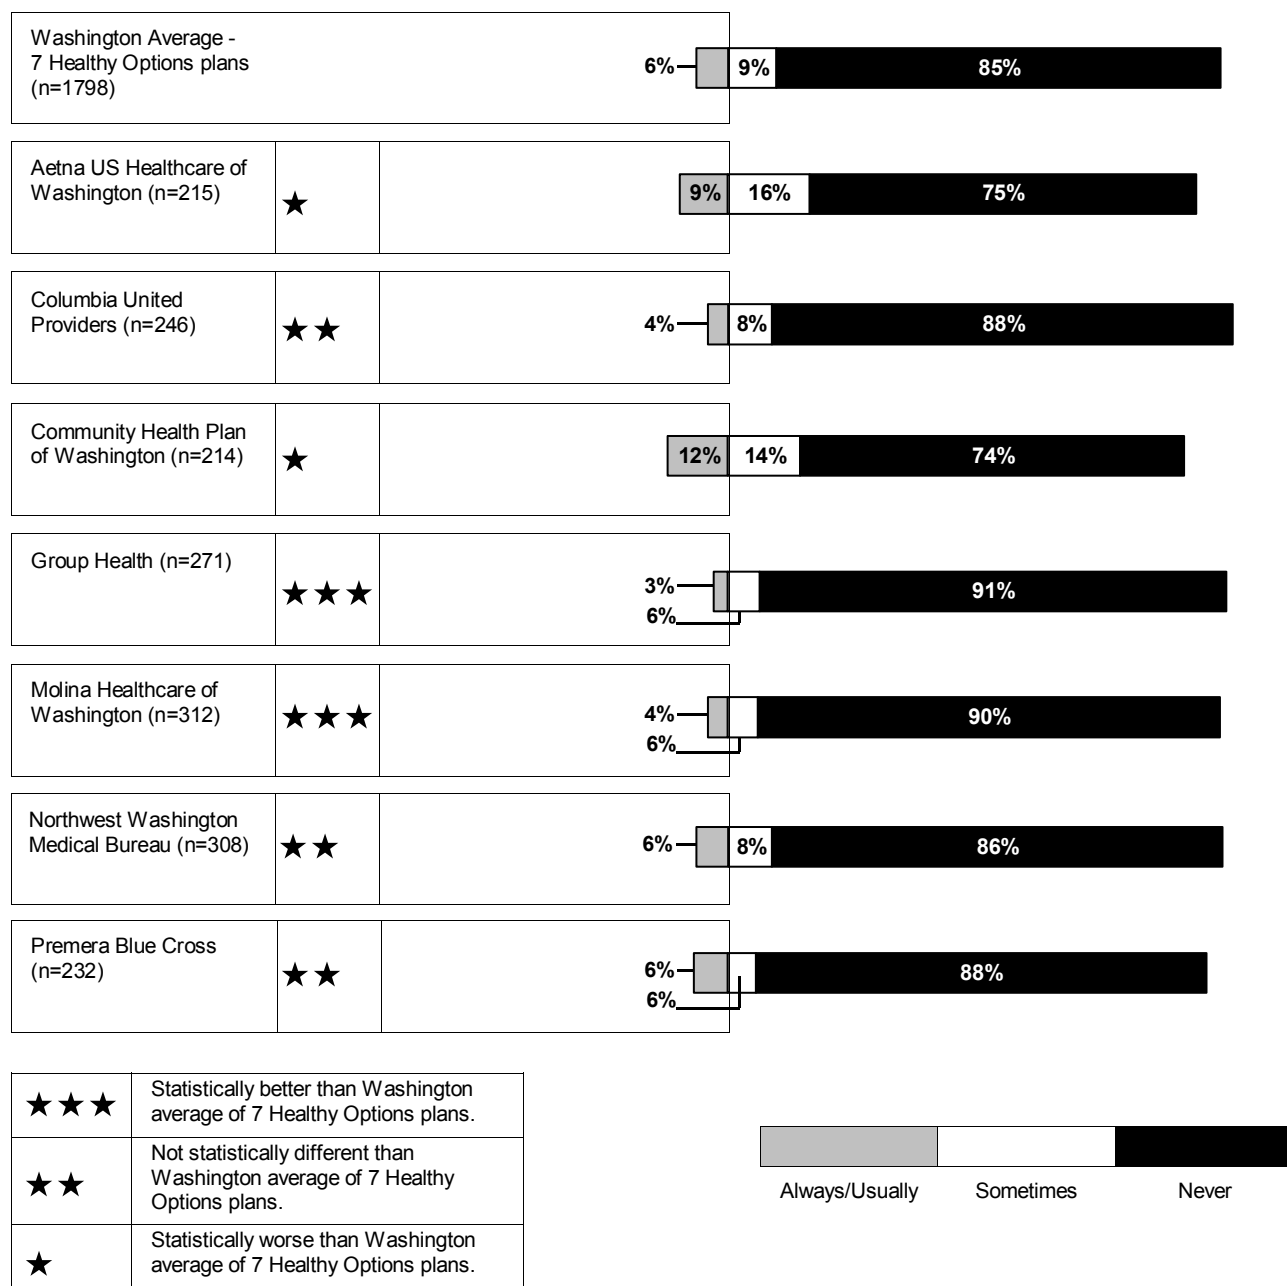 Washington Average -
7 Healthy Options plans
(n=1798)
6% 9% 85%
Aetna US Healthcare of
Washington (n=215)
★
9% 16% 75%
Columbia United
Providers (n=246)
★★
4% 8% 88%
Community Health Plan
of Washington (n=214)
★
12% 14% 74%
Group Health (n=271)
★★★
3% 91%
6%
Molina Healthcare of
Washington (n=312)
★★★
4% 90%
6%
Northwest Washington
Medical Bureau (n=308)
★★
6% 8% 86%
Premera Blue Cross
(n=232)
★★
6% 88%
6%
★★★
Statistically better than Washington
average of 7 Healthy Options plans.
★★
Not statistically different than
Washington average of 7 Healthy
Options plans.
★
Statistically worse than Washington
average of 7 Healthy Options plans.
Always/Usually Sometimes Never